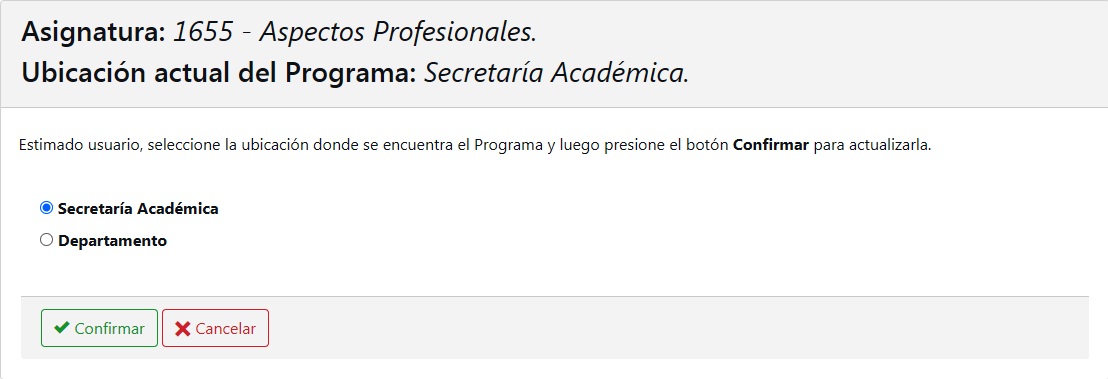 Asignatura: 1655 - Aspectos Profesionales.
Ubicación actual del Programa: Secretaría Académica.
Estimado usuario, seleccione la ubicación donde se encuentra el Programa y luego presione el botón Confirmar para actualizarla.
Secretaría Académica
Departamento
Confirmar Cancelar